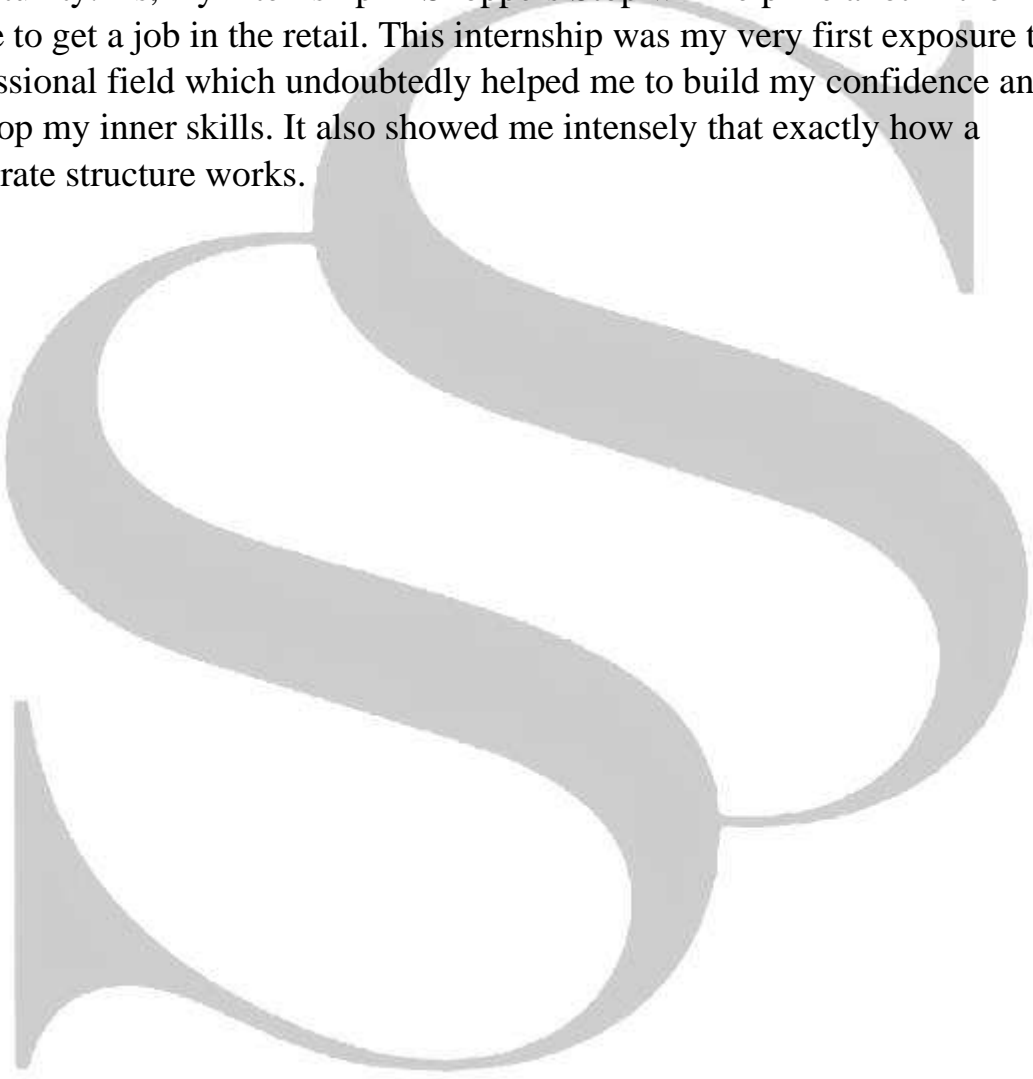 e to get a job in the retail. This internship was my very first exposure t
ssional field which undoubtedly helped me to build my confidence an
op my inner skills. It also showed me intensely that exactly how a
rate structure works.